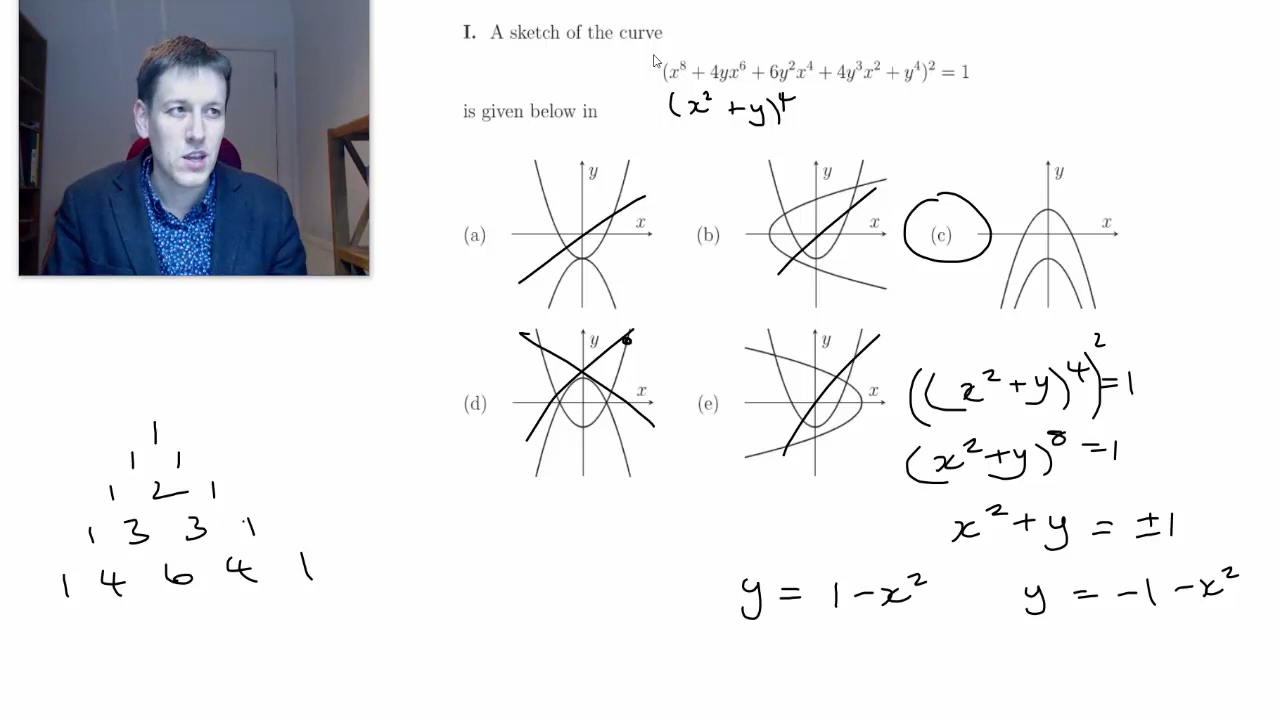 I. A sketch of the curve
(x⁸ + 4yx⁶ + 6y²x⁴ + 4y³x² + y⁴)² = 1
(x² + y)⁴
is given below in
(a) y x
(b) y x
(c) y x
(d) y x
(e) y x
((x² + y)⁴)² = 1
(x² + y)⁸ = 1
x² + y = ±1
y = 1 - x² y = -1 - x²
1
1 1
1 2 1
1 3 3 1
1 4 6 4 1